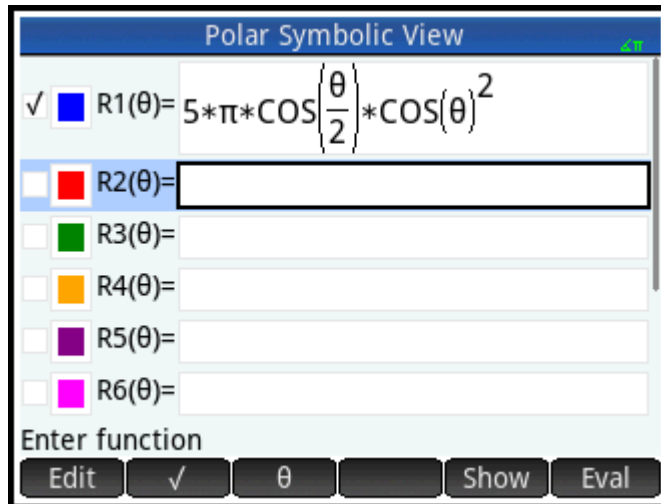 Polar Symbolic View
∡π
✓ R1(θ)= 5*π*COS(θ/2)*COS(θ)²
R2(θ)=
R3(θ)=
R4(θ)=
R5(θ)=
R6(θ)=
Enter function
Edit √ θ Show Eval